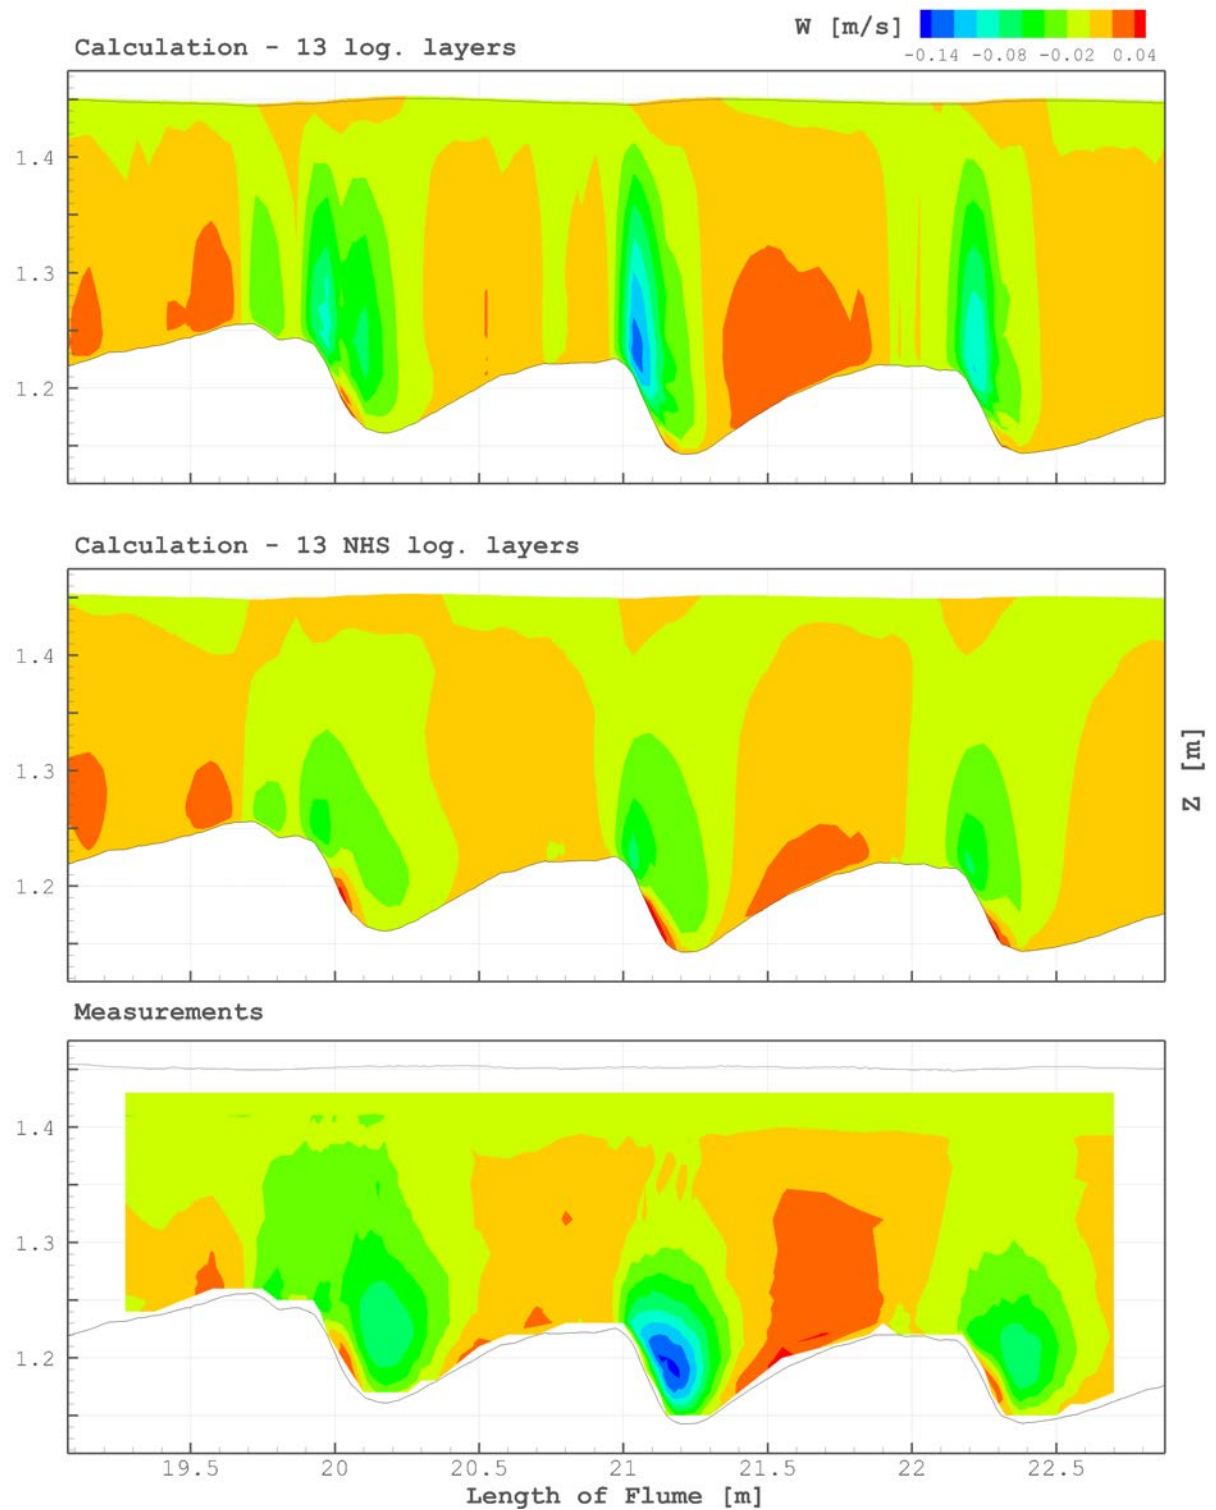 W [m/s]
-0.14 -0.08 -0.02 0.04
Calculation - 13 log. layers
1.4
1.3
1.2
Calculation - 13 NHS log. layers
1.4
1.3
1.2
Z [m]
Measurements
1.4
1.3
1.2
19.5 20 20.5 21 21.5 22 22.5
Length of Flume [m]